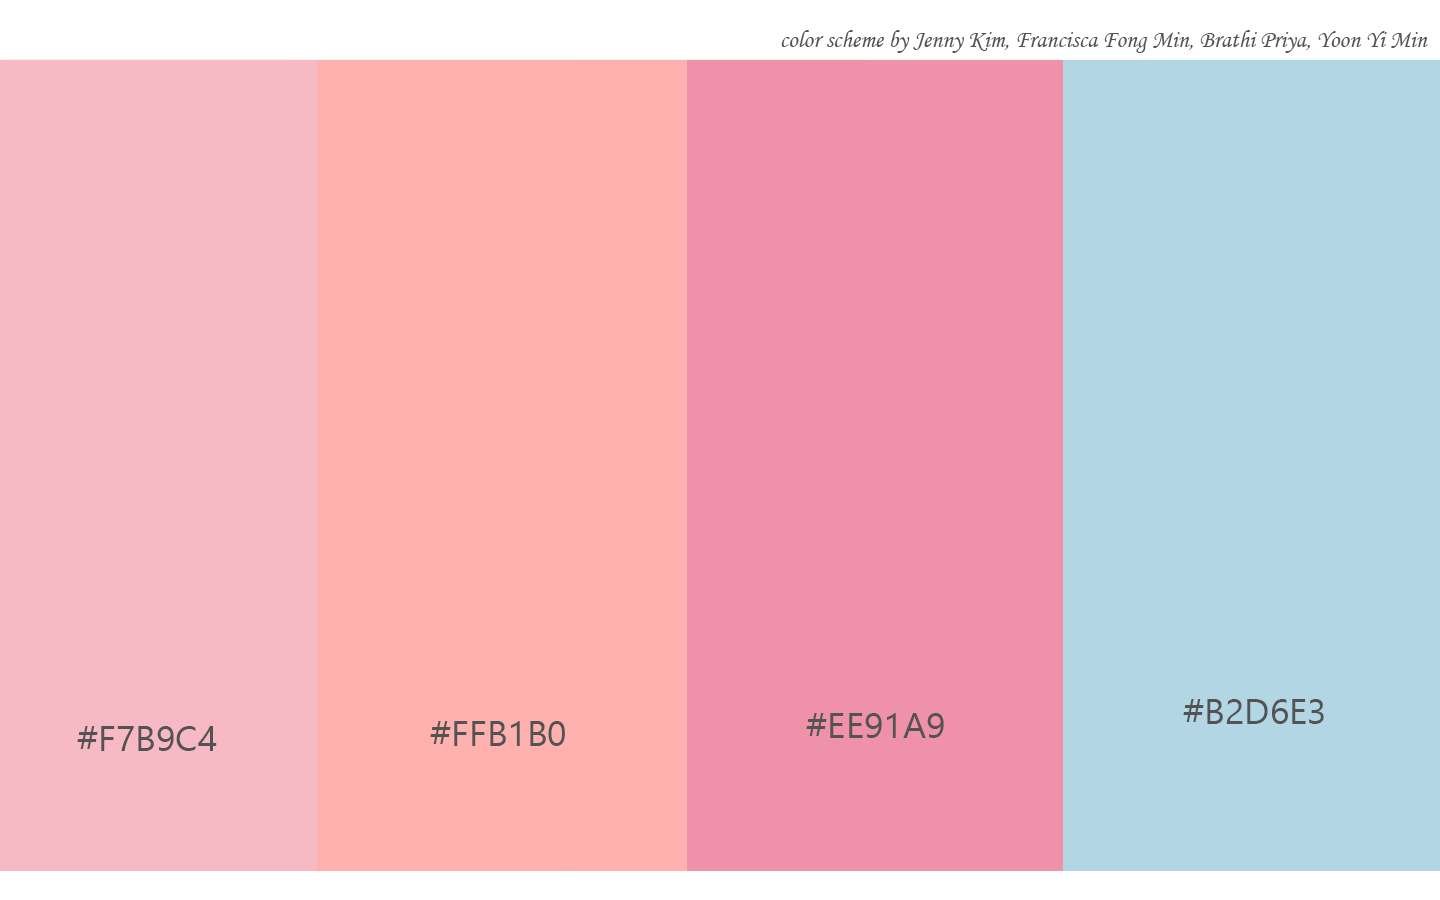 color scheme by Jenny Kim, Francisca Fong Min, Brathi Priya, Yoon Yi Min
#F7B9C4
#FFB1B0
#EE91A9
#B2D6E3